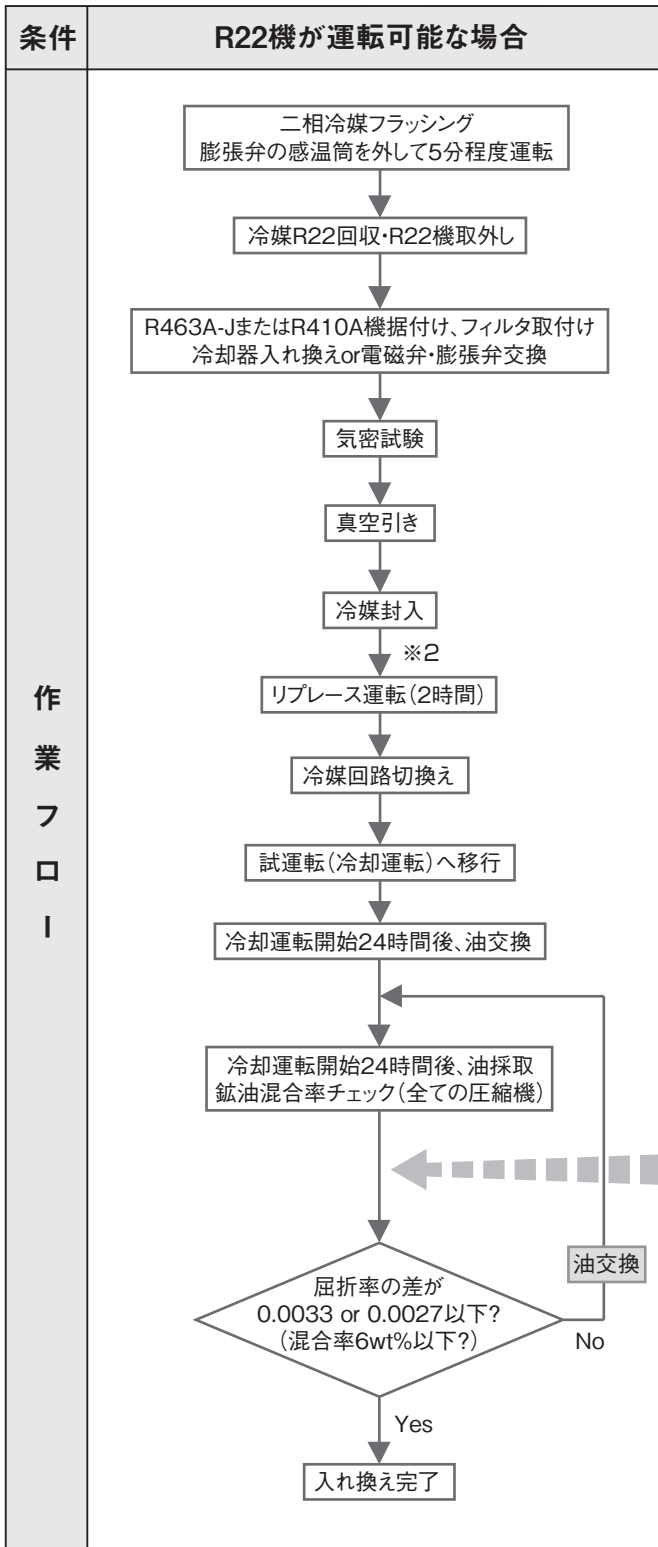 条件
R22機が運転可能な場合
作業フロー
二相冷媒フラッシング
膨張弁の感温筒を外して5分程度運転
冷媒R22回収・R22機取外し
R463A-JまたはR410A機据付け、フィルタ取付け
冷却器入れ換えor電磁弁・膨張弁交換
気密試験
真空引き
冷媒封入
※2
リプレース運転(2時間)
冷媒回路切換え
試運転(冷却運転)へ移行
冷却運転開始24時間後、油交換
冷却運転開始24時間後、油採取
鉱油混合率チェック(全ての圧縮機)
油交換
屈折率の差が
0.0033 or 0.0027以下?
(混合率6wt%以下?)
No
Yes
入れ換え完了